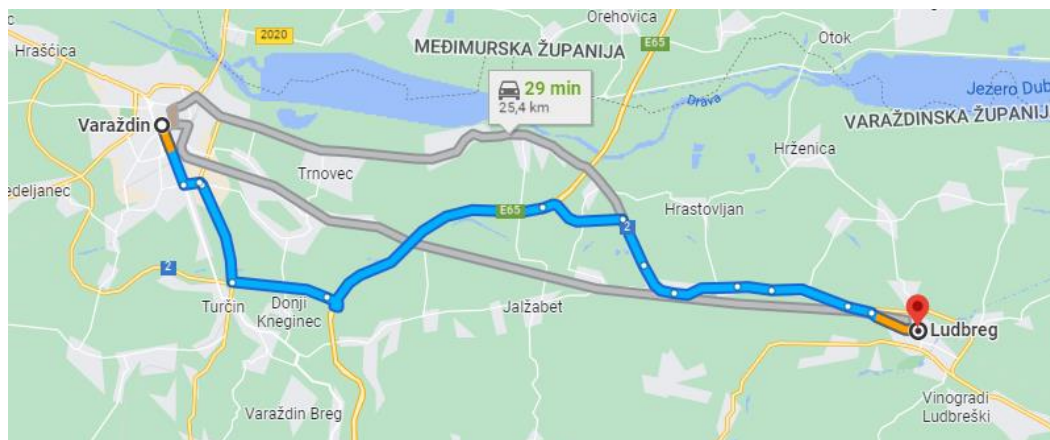 Orehovica
Hrašćica
2020
MEĐIMURSKA ŽUPANIJA
E65
Otok
29 min
25,4 km
Drava
Jezero Dub
Varaždin
VARAŽDINSKA ŽUPANIJ
Hrženica
Trnovec
edeljanec
E65
Hrastovljan
2
2
Turčin
Donji
Kneginec
Jalžabet
Ludbreg
Varaždin Breg
Vinogradi
Ludbreški